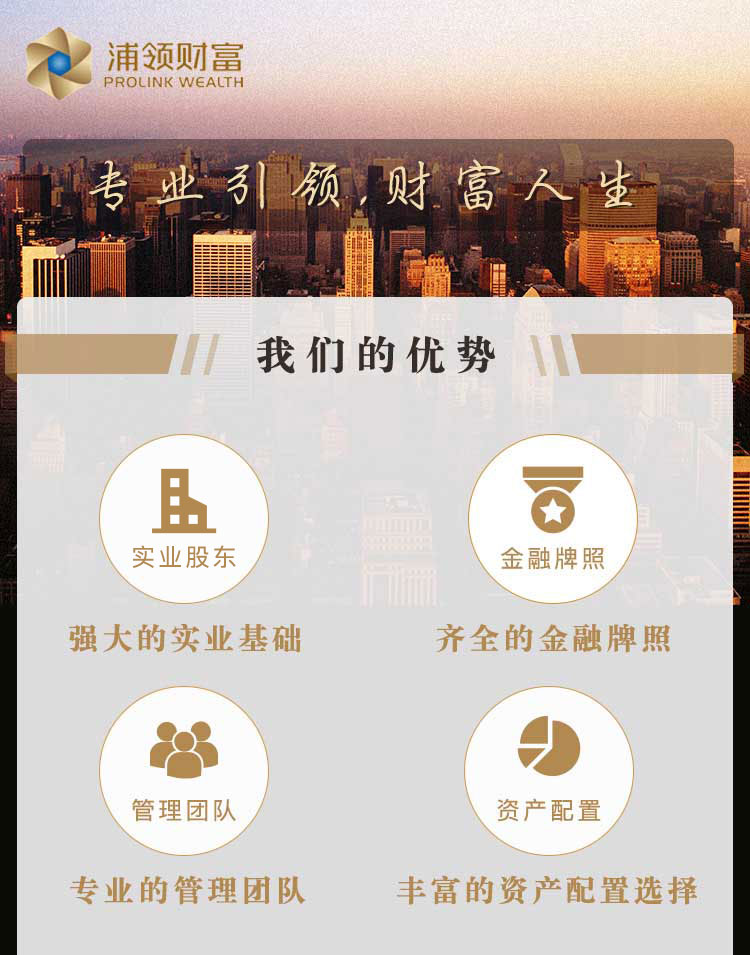 浦领财富
PROLINK WEALTH
专业引领,财富人生
我们的优势
实业股东
金融牌照
强大的实业基础
齐全的金融牌照
管理团队
资产配置
专业的管理团队
丰富的资产配置选择